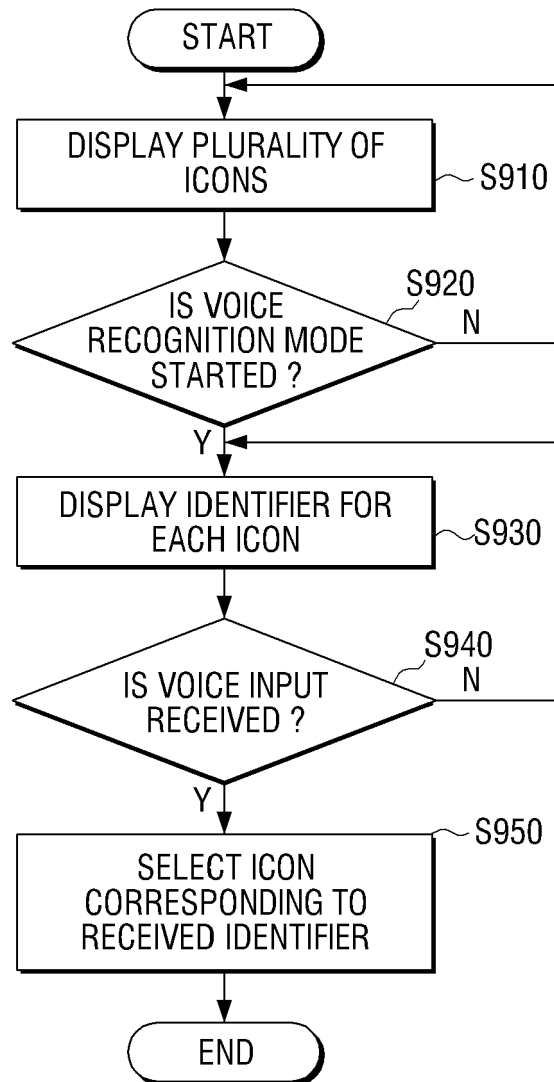 START
DISPLAY PLURALITY OF
ICONS
S910
S920
IS VOICE
RECOGNITION MODE
STARTED ?
N
Y
DISPLAY IDENTIFIER FOR
EACH ICON
S930
S940
IS VOICE INPUT
RECEIVED ?
N
Y
S950
SELECT ICON
CORRESPONDING TO
RECEIVED IDENTIFIER
END